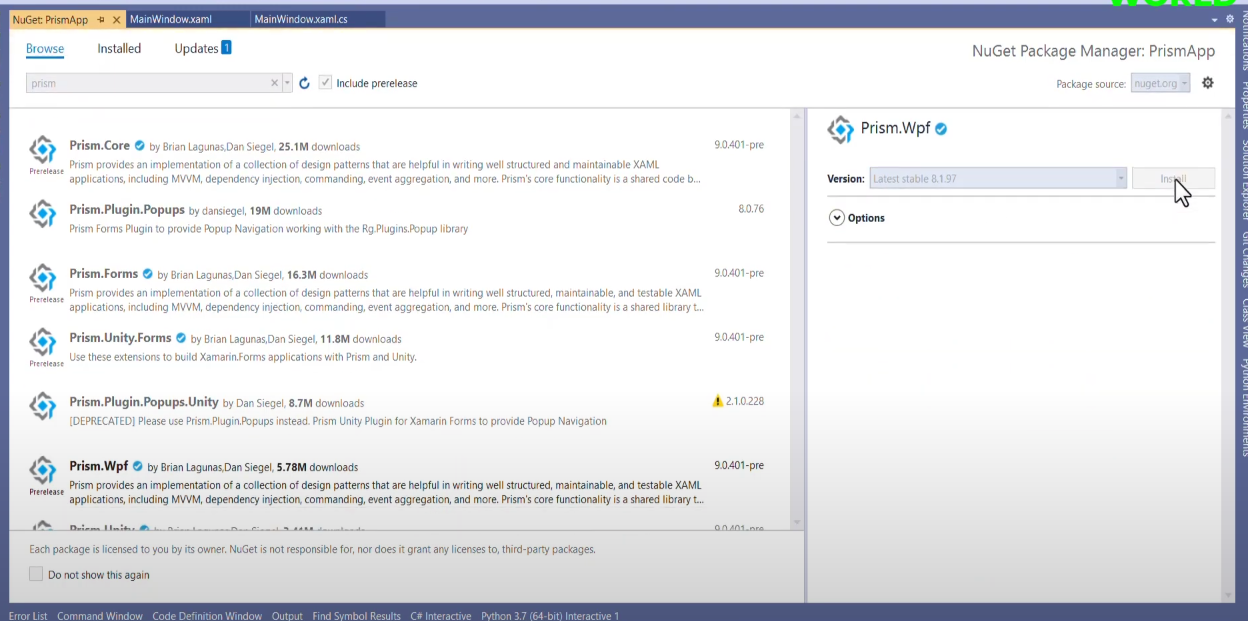 WORLD
NuGet: PrismApp
MainWindow.xaml
MainWindow.xaml.cs
Browse
Installed
Updates 1
NuGet Package Manager: PrismApp
prism
Include prerelease
Package source: nuget.org
Prism.Core by Brian Lagunas,Dan Siegel, 25.1M downloads
9.0.401-pre
Prerelease
Prism provides an implementation of a collection of design patterns that are helpful in writing well structured and maintainable XAML
applications, including MVVM, dependency injection, commanding, event aggregation, and more. Prism's core functionality is a shared code b...
Prism.Plugin.Popups by dansiegel, 19M downloads
8.0.76
Prism Forms Plugin to provide Popup Navigation working with the Rg.Plugins.Popup library
Prism.Forms by Brian Lagunas,Dan Siegel, 16.3M downloads
9.0.401-pre
Prerelease
Prism provides an implementation of a collection of design patterns that are helpful in writing well structured, maintainable, and testable XAML
applications, including MVVM, dependency injection, commanding, event aggregation, and more. Prism's core functionality is a shared library t...
Prism.Unity.Forms by Brian Lagunas,Dan Siegel, 11.8M downloads
9.0.401-pre
Prerelease
Use these extensions to build Xamarin.Forms applications with Prism and Unity.
Prism.Plugin.Popups.Unity by Dan Siegel, 8.7M downloads
2.1.0.228
[DEPRECATED] Please use Prism.Plugin.Popups instead. Prism Unity Plugin for Xamarin Forms to provide Popup Navigation
Prism.Wpf by Brian Lagunas,Dan Siegel, 5.78M downloads
9.0.401-pre
Prerelease
Prism provides an implementation of a collection of design patterns that are helpful in writing well structured, maintainable, and testable XAML
applications, including MVVM, dependency injection, commanding, event aggregation, and more. Prism's core functionality is a shared library t...
Prism.Unity by Brian Lagunas,Dan Siegel, downloads
9.0.401-pre
Each package is licensed to you by its owner. NuGet is not responsible for, nor does it grant any licenses to, third-party packages.
Do not show this again
Prism.Wpf
Version:
Latest stable 8.1.97
Install
Options
Notifications
Properties
Solution Explorer
Git Changes
Class View
Python Environments
Error List
Command Window
Code Definition Window
Output
Find Symbol Results
C# Interactive
Python 3.7 (64-bit) Interactive 1